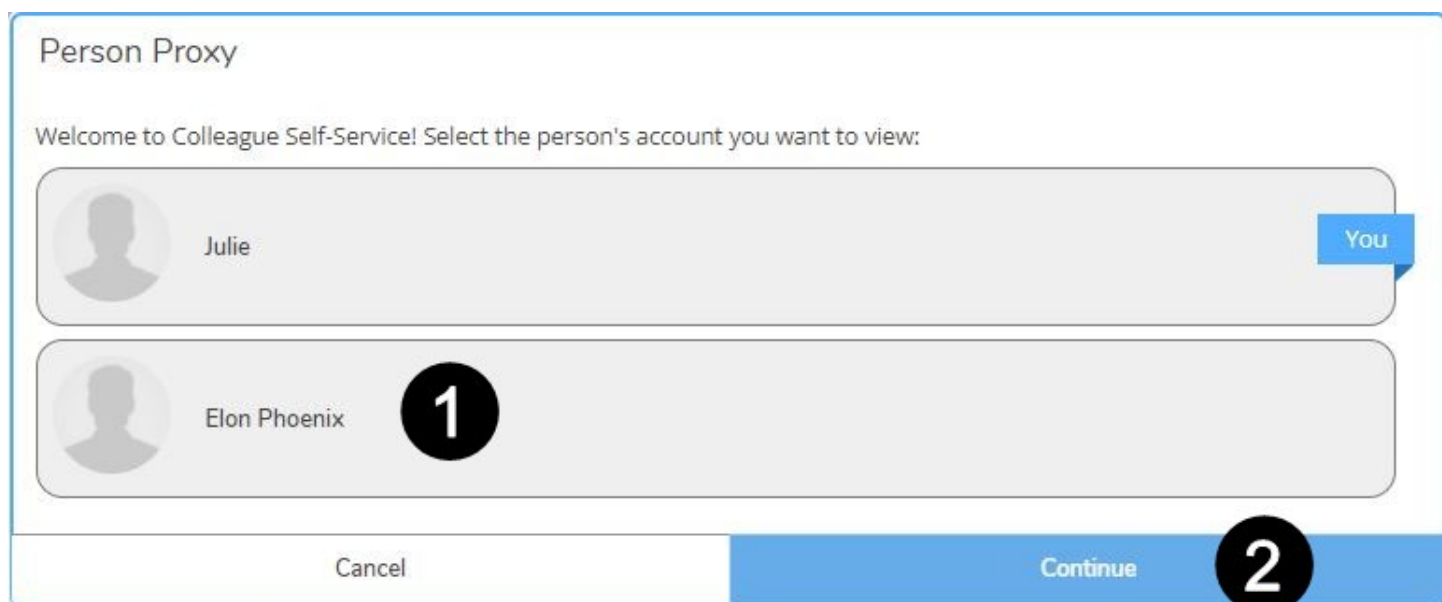 Person Proxy
Welcome to Colleague Self-Service! Select the person's account you want to view:
Julie
You
Elon Phoenix
1
Cancel
Continue
2